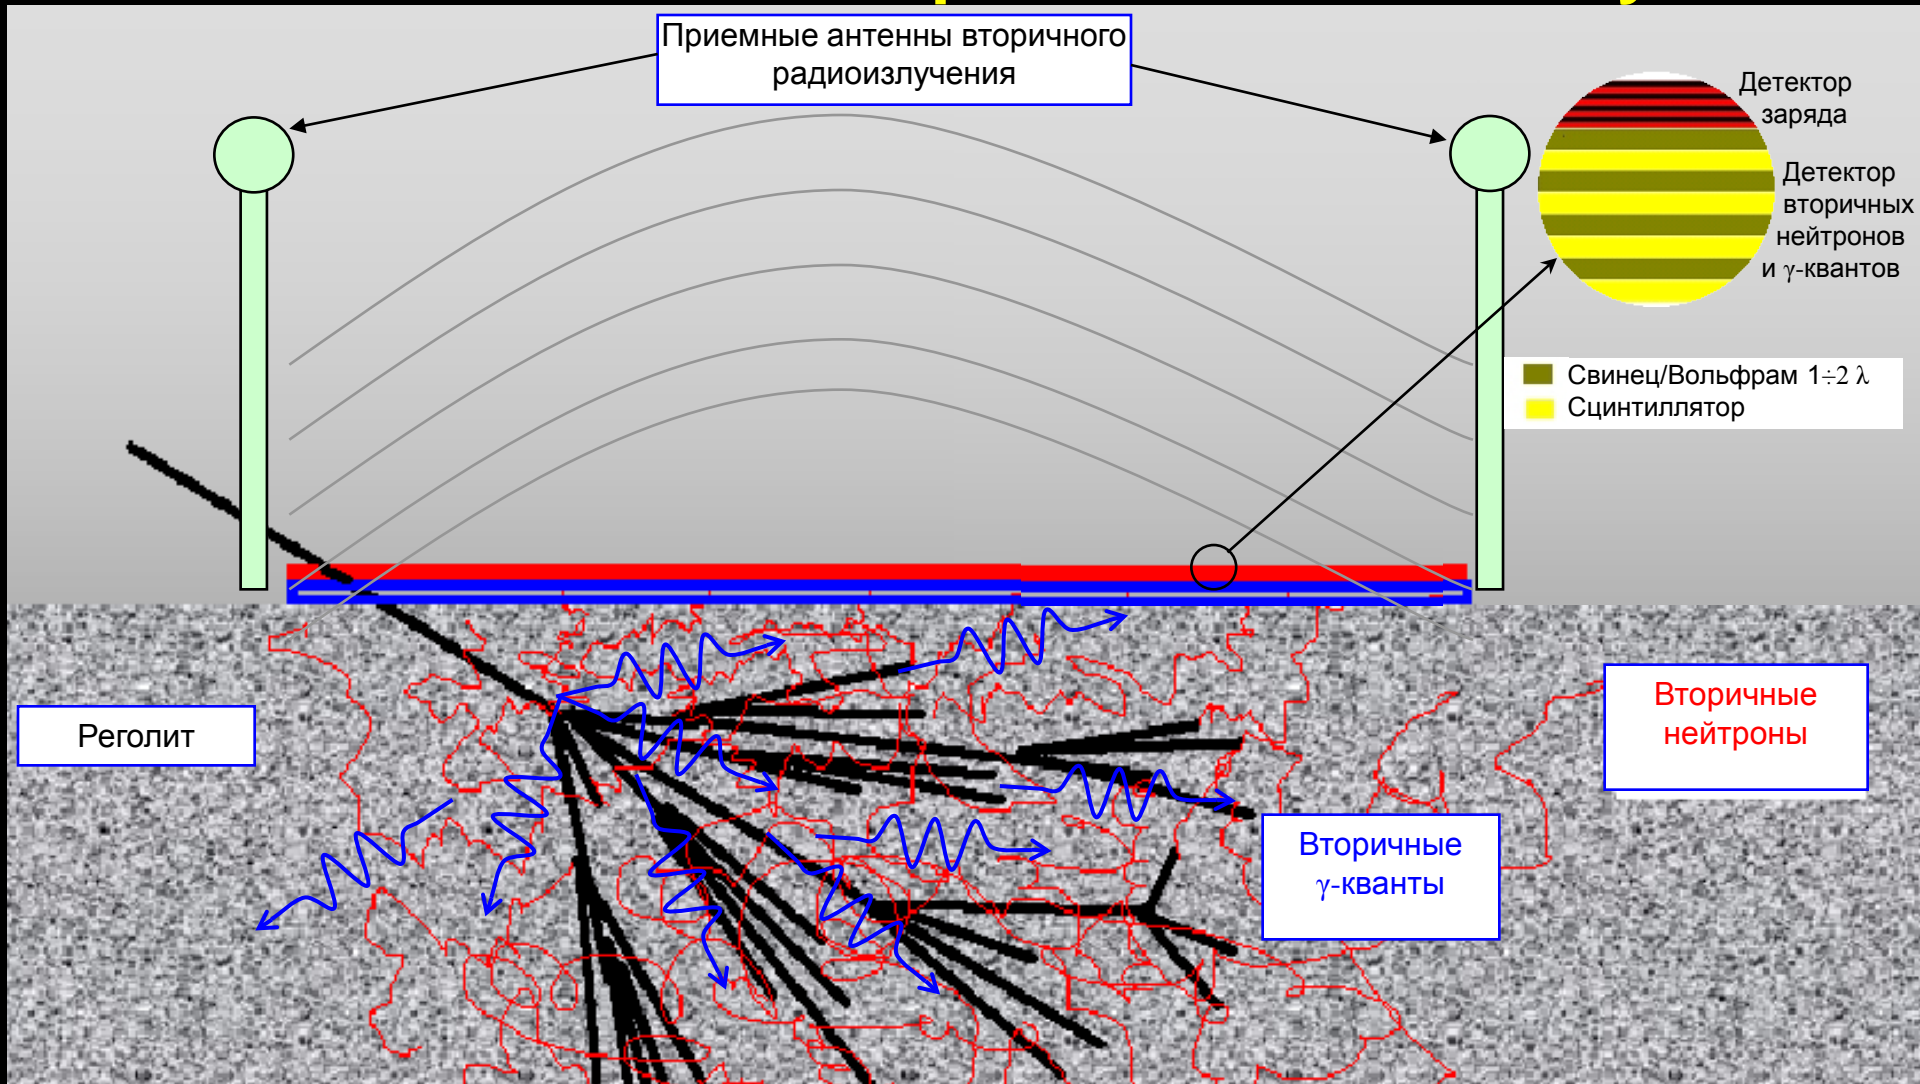 Приемные антенны вторичного
радиоизлучения
Детектор
заряда
Детектор
вторичных
нейтронов
и γ-квантов
Свинец/Вольфрам 1÷2 λ
Сцинтиллятор
Реголит
Вторичные
нейтроны
Вторичные
γ-кванты